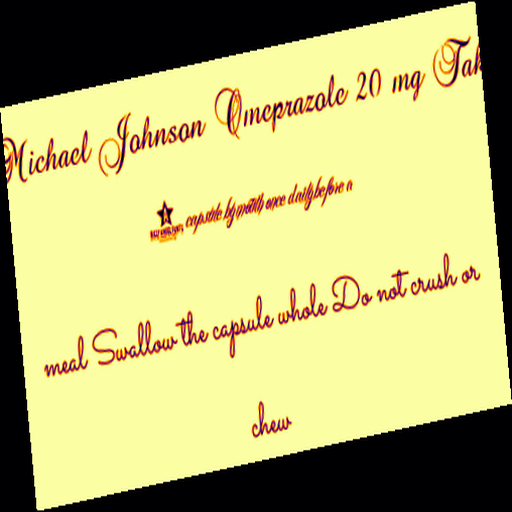 Michael Johnson Omeprazole 20 mg Tak
capsule by mouth once daily before a
meal Swallow the capsule whole Do not crush or
chew